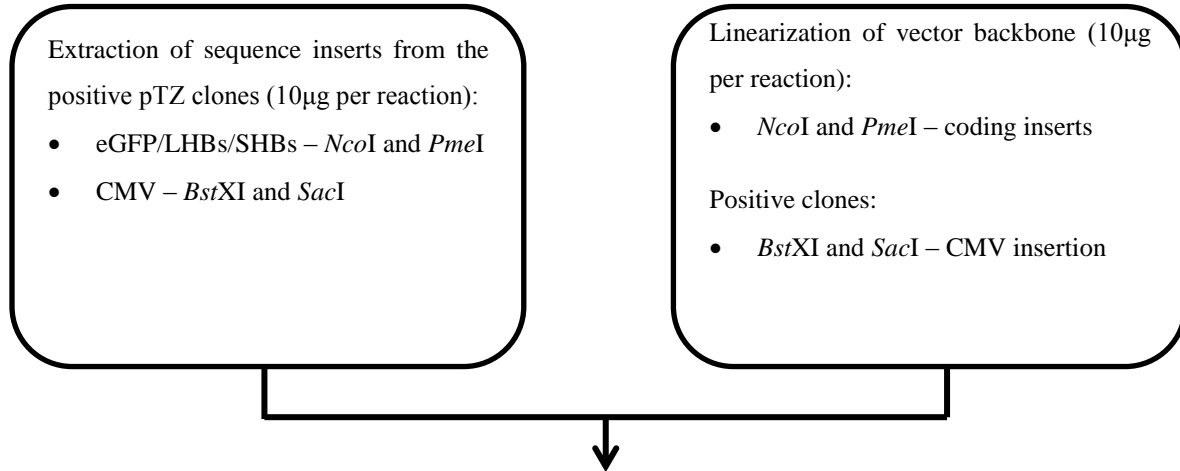 Extraction of sequence inserts from the
positive pTZ clones (10μg per reaction):
• eGFP/LHBs/SHBs – NcoI and PmeI
• CMV – BstXI and SacI
Linearization of vector backbone (10μg
per reaction):
• NcoI and PmeI – coding inserts
Positive clones:
• BstXI and SacI – CMV insertion